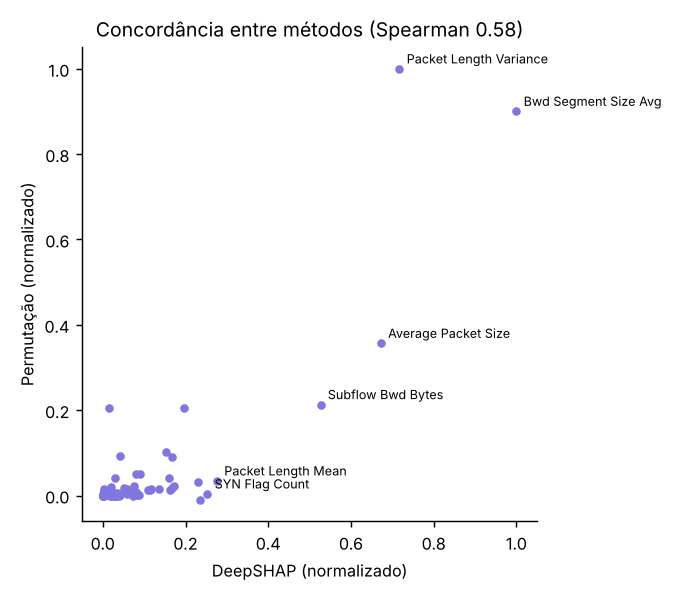 Concordância entre métodos (Spearman 0.58)
Packet Length Variance
1.0
Bwd Segment Size Avg
0.8
0.6
Permutação (normalizado)
0.4
Average Packet Size
Subflow Bwd Bytes
0.2
Packet Length Mean
SYN Flag Count
0.0
0.0 0.2 0.4 0.6 0.8 1.0
DeepSHAP (normalizado)